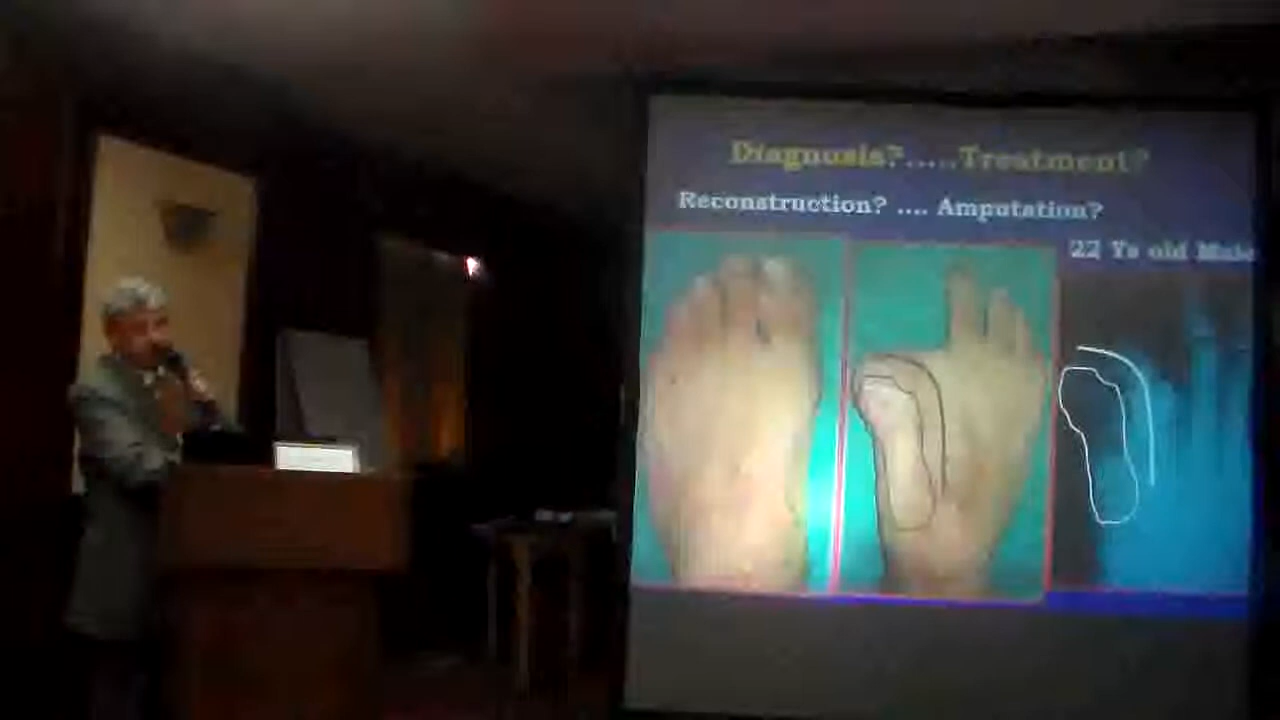 Diagnosis?.....Treatment?
Reconstruction? .... Amputation?
22 Ys old Male